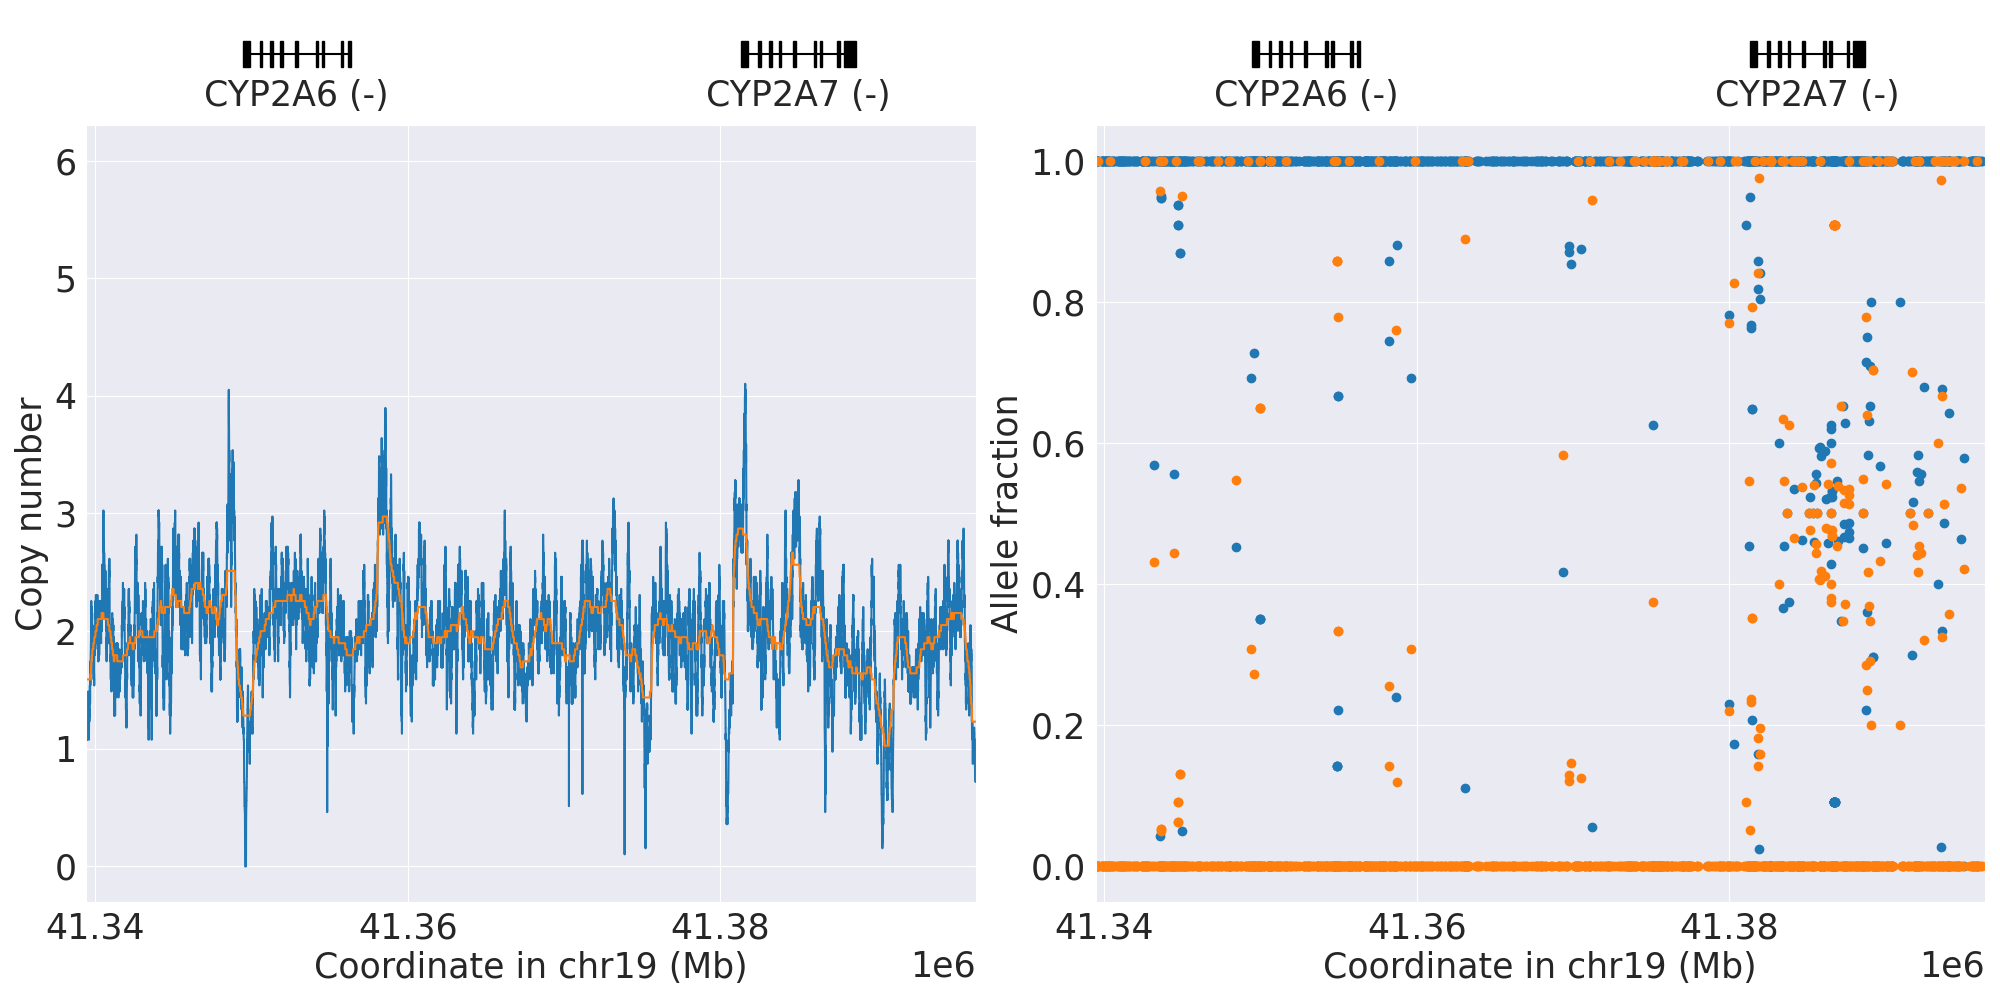 CYP2A6 (-)
CYP2A7 (-)
6
5
4
3
2
1
0
Copy number
41.34
41.36
41.38
Coordinate in chr19 (Mb)
1e6
CYP2A6 (-)
CYP2A7 (-)
1.0
0.8
0.6
0.4
0.2
0.0
Allele fraction
41.34
41.36
41.38
Coordinate in chr19 (Mb)
1e6